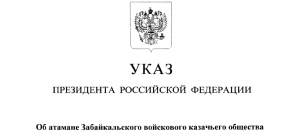 УКАЗ
ПРЕЗИДЕНТА РОССИЙСКОЙ ФЕДЕРАЦИИ
Об атамане Забайкальского войскового казачьего общества